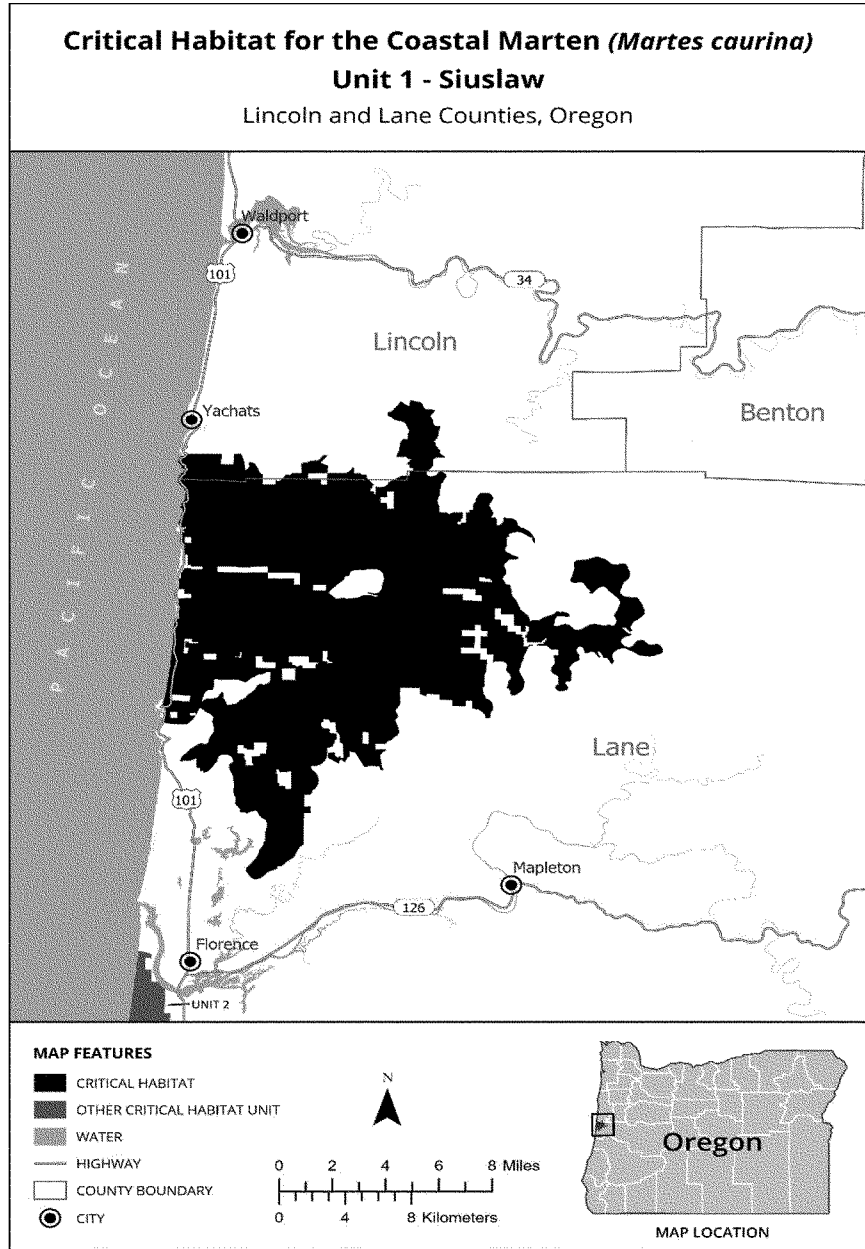 Critical Habitat for the Coastal Marten (Martes caurina)
Unit 1 - Siuslaw
Lincoln and Lane Counties, Oregon
Waldport
101
34
Lincoln
Yachats
Benton
PACIFIC OCEAN
Lane
101
Mapleton
126
Florence
UNIT 2
MAP FEATURES
CRITICAL HABITAT
OTHER CRITICAL HABITAT UNIT
WATER
HIGHWAY
COUNTY BOUNDARY
CITY
N
0 2 4 6 8 Miles
0 4 8 Kilometers
Oregon
MAP LOCATION